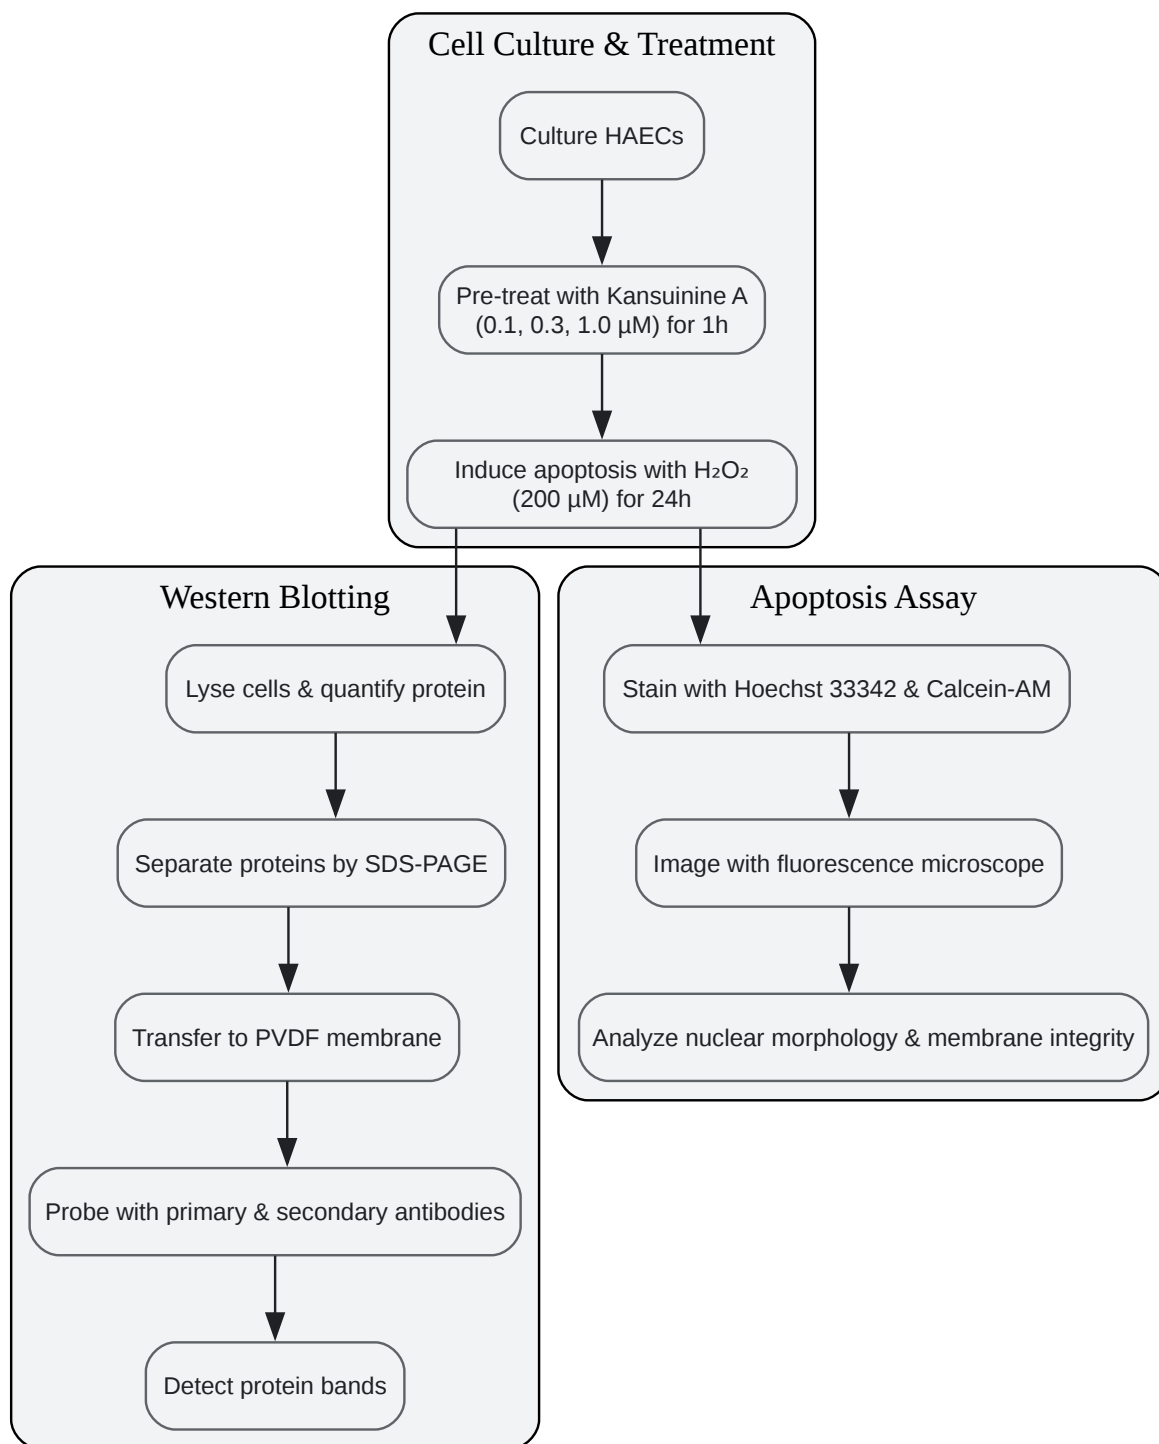 Cell Culture & Treatment
Culture HAECs
Pre-treat with Kansuinine A
(0.1, 0.3, 1.0 µM) for 1h
Induce apoptosis with H₂O₂
(200 µM) for 24h
Western Blotting
Lyse cells & quantify protein
Separate proteins by SDS-PAGE
Transfer to PVDF membrane
Probe with primary & secondary antibodies
Detect protein bands
Apoptosis Assay
Stain with Hoechst 33342 & Calcein-AM
Image with fluorescence microscope
Analyze nuclear morphology & membrane integrity